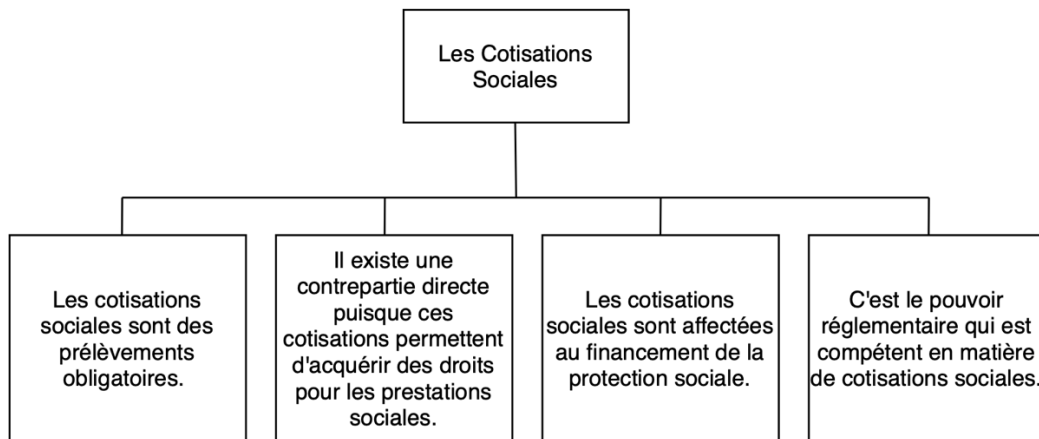 Les Cotisations
Sociales
Les cotisations
sociales sont des
prélèvements
obligatoires.
Il existe une
contrepartie directe
puisque ces
cotisations permettent
d'acquérir des droits
pour les prestations
sociales.
Les cotisations
sociales sont affectées
au financement de la
protection sociale.
C'est le pouvoir
réglementaire qui est
compétent en matière
de cotisations sociales.